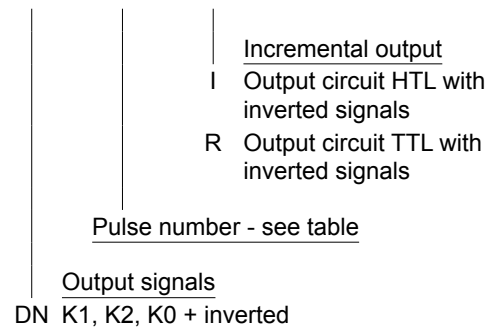 Incremental output
I Output circuit HTL with
inverted signals
R Output circuit TTL with
inverted signals
Pulse number - see table
Output signals
DN K1, K2, K0 + inverted